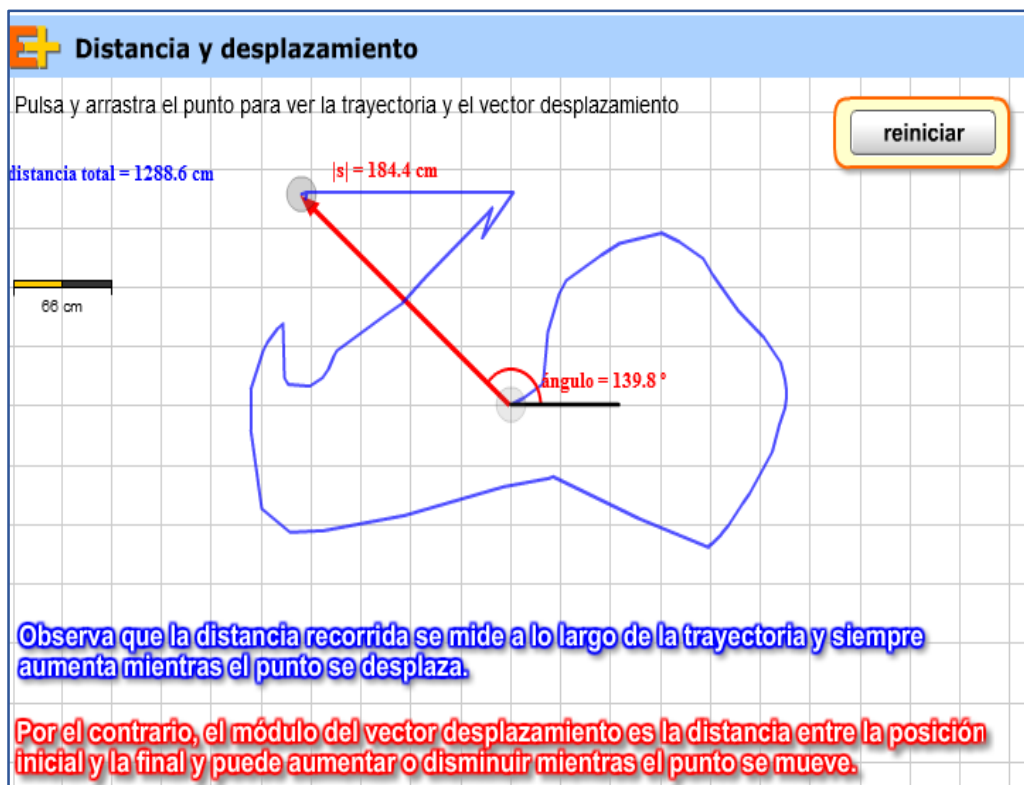 E+ Distancia y desplazamiento
Pulsa y arrastra el punto para ver la trayectoria y el vector desplazamiento
reiniciar
distancia total = 1288.6 cm
|s| = 184.4 cm
66 cm
ángulo = 139.8 °
Observa que la distancia recorrida se mide a lo largo de la trayectoria y siempre
aumenta mientras el punto se desplaza.
Por el contrario, el módulo del vector desplazamiento es la distancia entre la posición
inicial y la final y puede aumentar o disminuir mientras el punto se mueve.